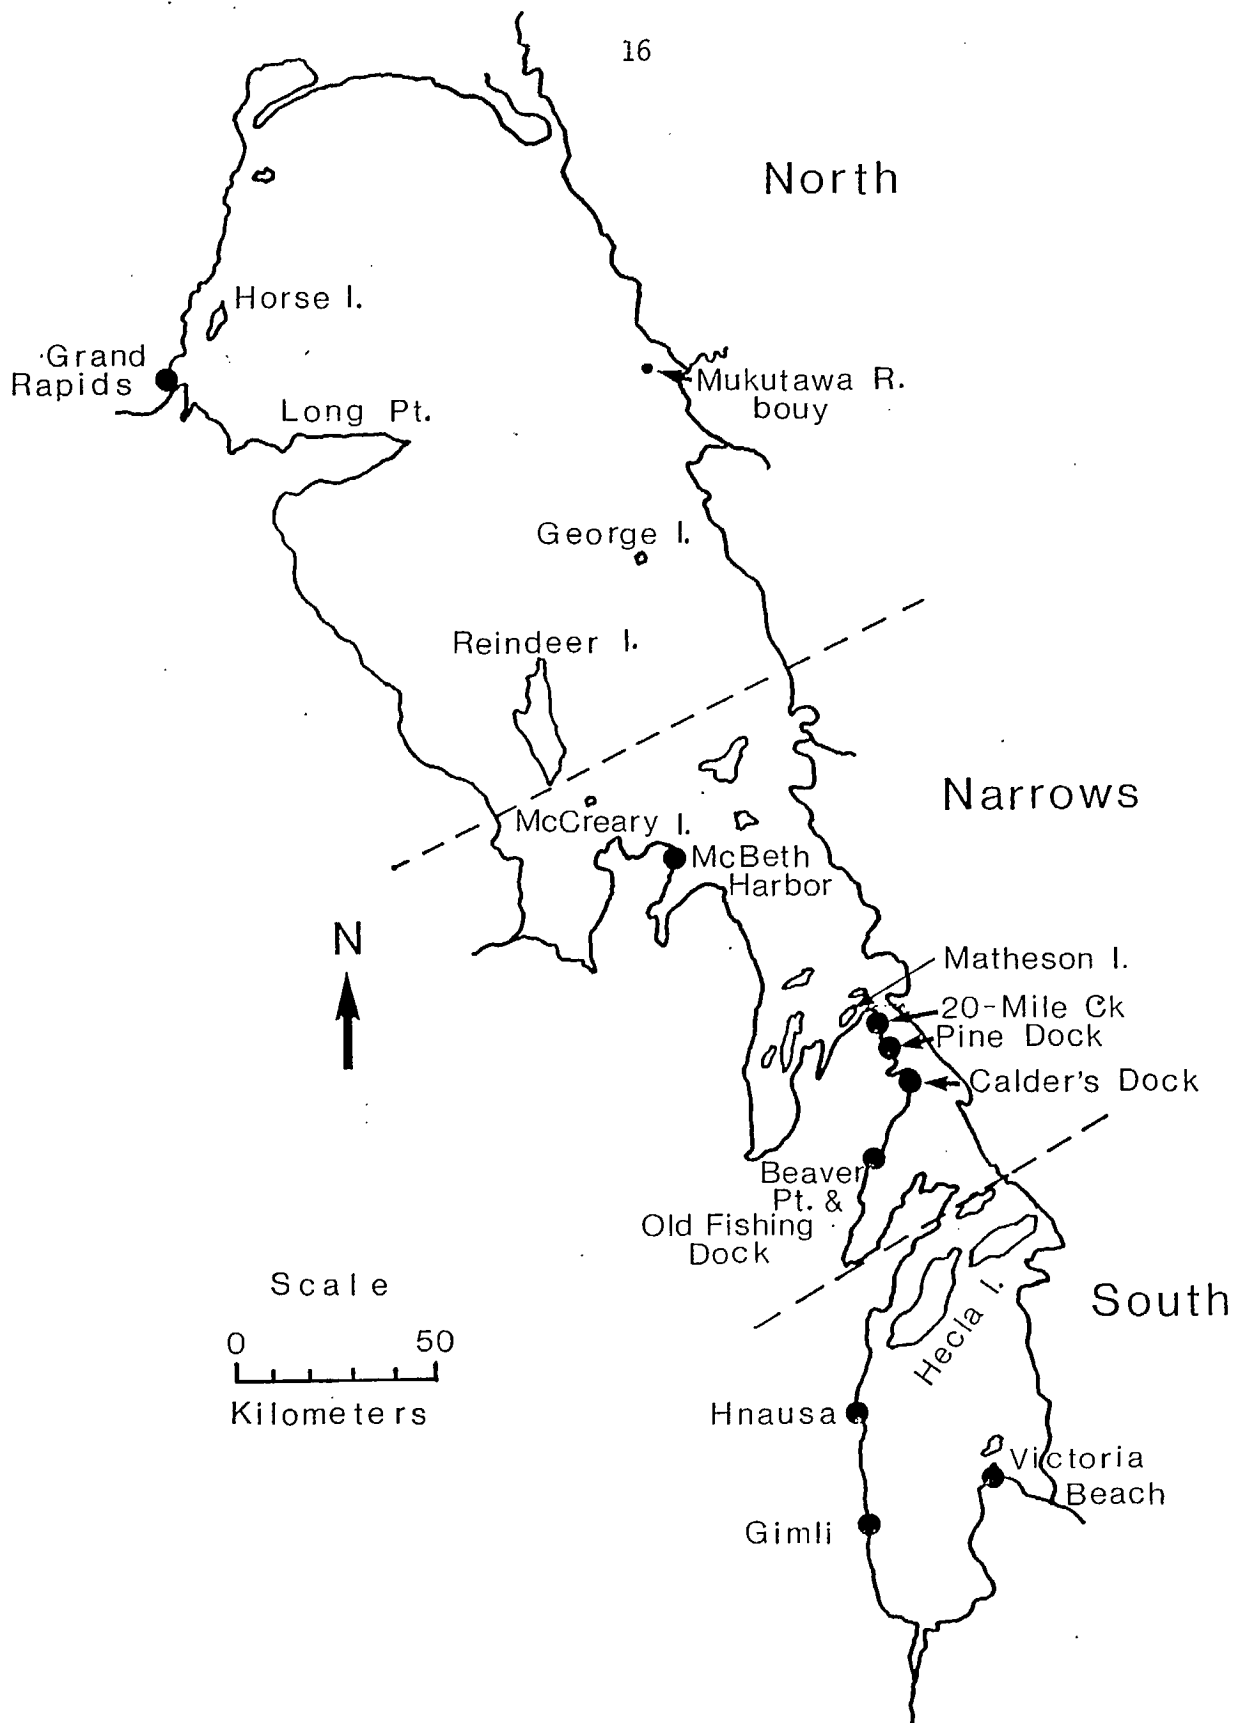 16
North
Horse I.
Grand
Rapids
Long Pt.
Mukutawa R.
bouy
George I.
Reindeer I.
Narrows
McCreary I.
McBeth
Harbor
N
Matheson I.
20-Mile Ck
Pine Dock
Calder's Dock
Beaver
Pt. &
Old Fishing
Dock
Scale
0 50
Kilometers
South
Hecla I.
Hnausa
Victoria
Beach
Gimli